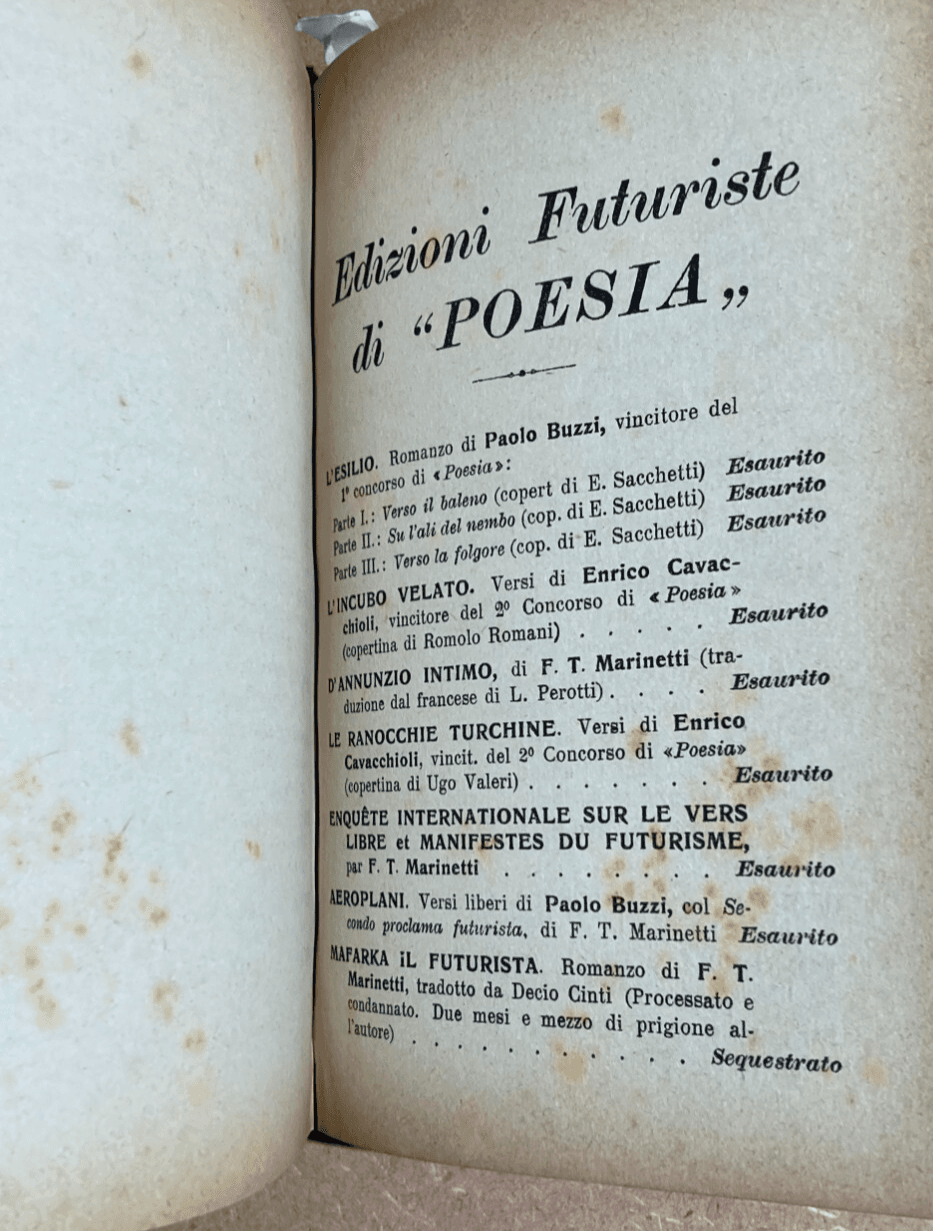 Edizioni Futuriste
di “POESIA„
L'ESILIO. Romanzo di Paolo Buzzi, vincitore del
1º concorso di «Poesia»:
Parte I.: Verso il baleno (copert di E. Sacchetti) Esaurito
Parte II.: Su l'ali del nembo (cop. di E. Sacchetti) Esaurito
Parte III.: Verso la folgore (cop. di E. Sacchetti) Esaurito
L'INCUBO VELATO. Versi di Enrico Cavac-
chioli, vincitore del 2º Concorso di «Poesia»
(copertina di Romolo Romani) . . . . . Esaurito
D'ANNUNZIO INTIMO, di F. T. Marinetti (tra-
duzione dal francese di L. Perotti) . . . . Esaurito
LE RANOCCHIE TURCHINE. Versi di Enrico
Cavacchioli, vincit. del 2º Concorso di «Poesia»
(copertina di Ugo Valeri) . . . . . . . Esaurito
ENQUÊTE INTERNATIONALE SUR LE VERS
LIBRE et MANIFESTES DU FUTURISME,
par F. T. Marinetti . . . . . . . . Esaurito
AEROPLANI. Versi liberi di Paolo Buzzi, col Se-
condo proclama futurista, di F. T. Marinetti Esaurito
MAFARKA iL FUTURISTA. Romanzo di F. T.
Marinetti, tradotto da Decio Cinti (Processato e
condannato. Due mesi e mezzo di prigione al-
l'autore) . . . . . . . . . . . . Sequestrato